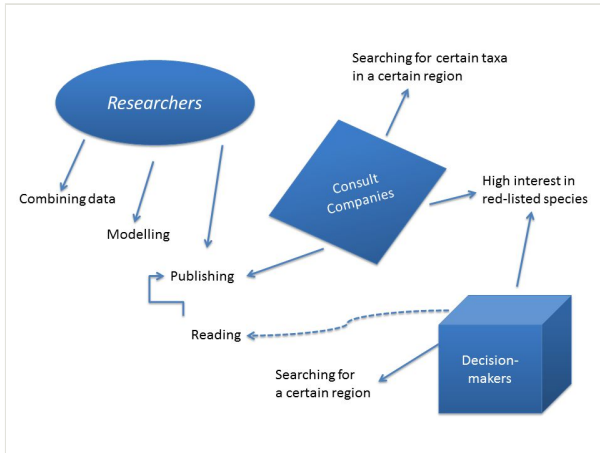 Searching for certain taxa
in a certain region
Researchers
Consult
Companies
High interest in
red-listed species
Combining data
Modelling
Publishing
Reading
Decision-
makers
Searching for
a certain region